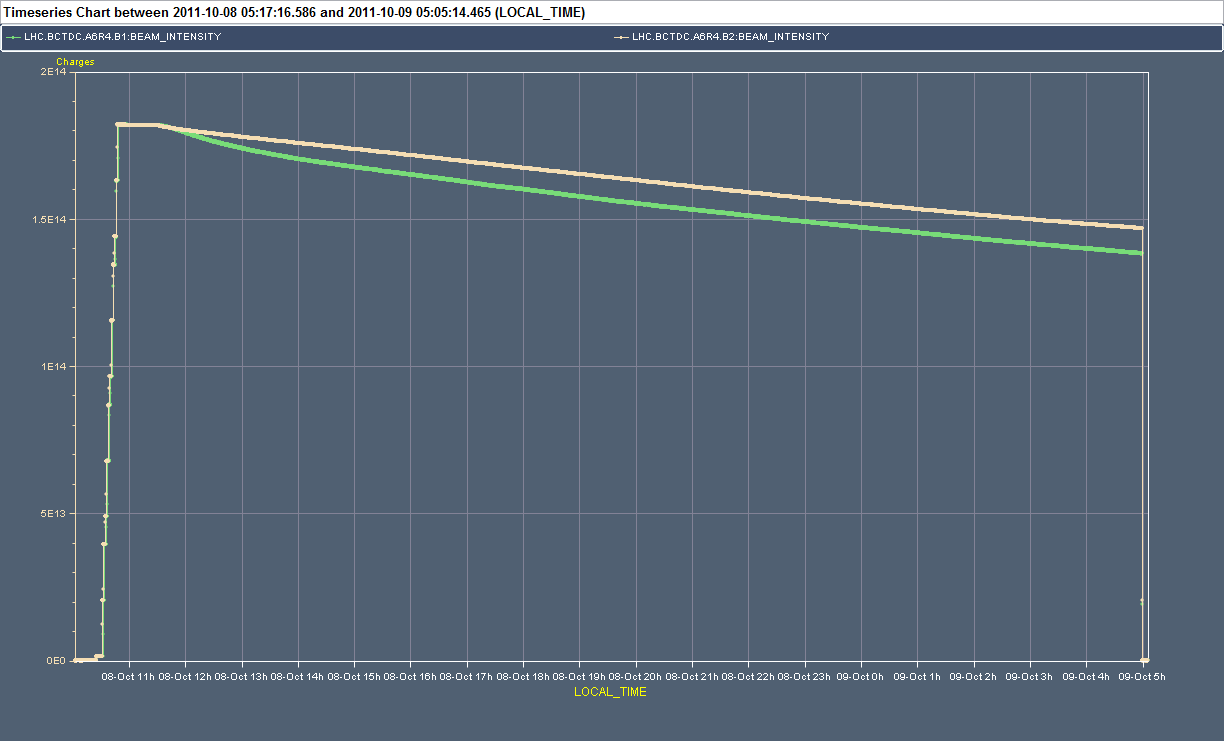 Timeseries Chart between 2011-10-08 05:17:16.586 and 2011-10-09 05:05:14.465 (LOCAL_TIME)
LHC.BCTDC.A6R4.B1:BEAM_INTENSITY LHC.BCTDC.A6R4.B2:BEAM_INTENSITY
Charges
2E14
1.5E14
1E14
5E13
0E0
08-Oct 11h 08-Oct 12h 08-Oct 13h 08-Oct 14h 08-Oct 15h 08-Oct 16h 08-Oct 17h 08-Oct 18h 08-Oct 19h 08-Oct 20h 08-Oct 21h 08-Oct 22h 08-Oct 23h 09-Oct 0h 09-Oct 1h 09-Oct 2h 09-Oct 3h 09-Oct 4h 09-Oct 5h
LOCAL_TIME